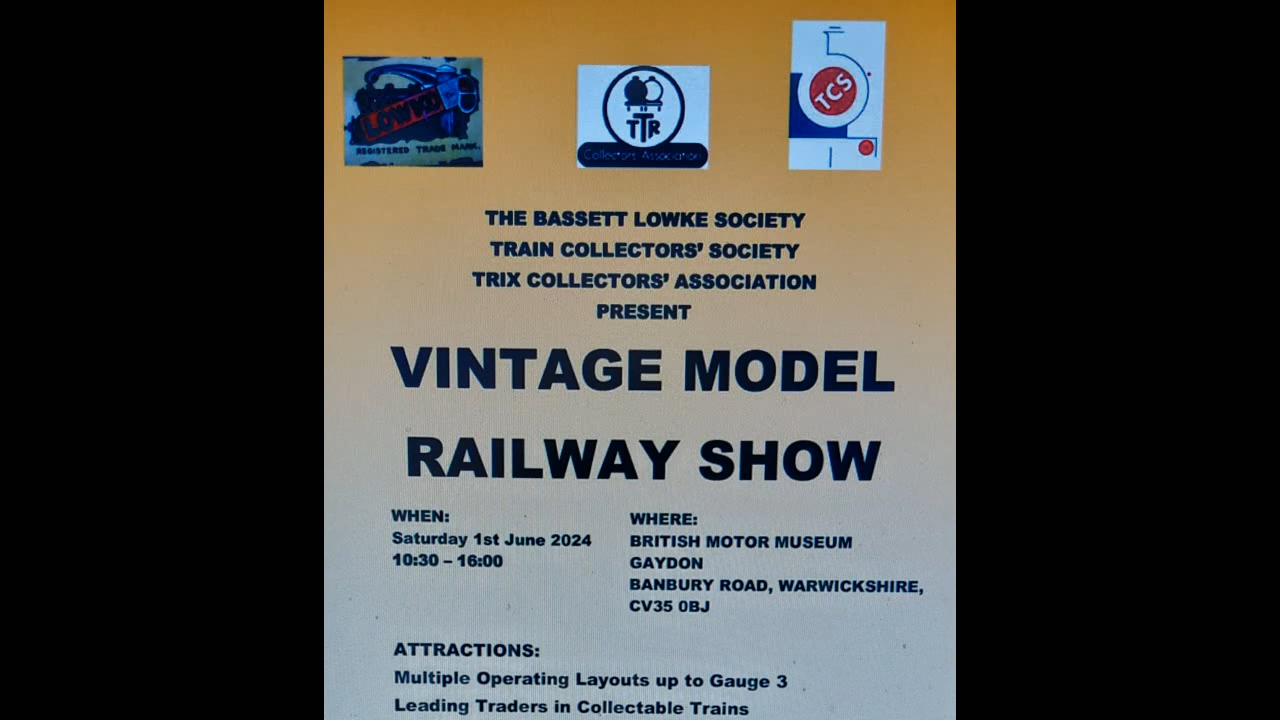 LOWKO
REGISTERED TRADE MARK.
TTR
Collectors Association
TCS
THE BASSETT LOWKE SOCIETY
TRAIN COLLECTORS' SOCIETY
TRIX COLLECTORS' ASSOCIATION
PRESENT
VINTAGE MODEL
RAILWAY SHOW
WHEN:
Saturday 1st June 2024
10:30 – 16:00
WHERE:
BRITISH MOTOR MUSEUM
GAYDON
BANBURY ROAD, WARWICKSHIRE,
CV35 0BJ
ATTRACTIONS:
Multiple Operating Layouts up to Gauge 3
Leading Traders in Collectable Trains